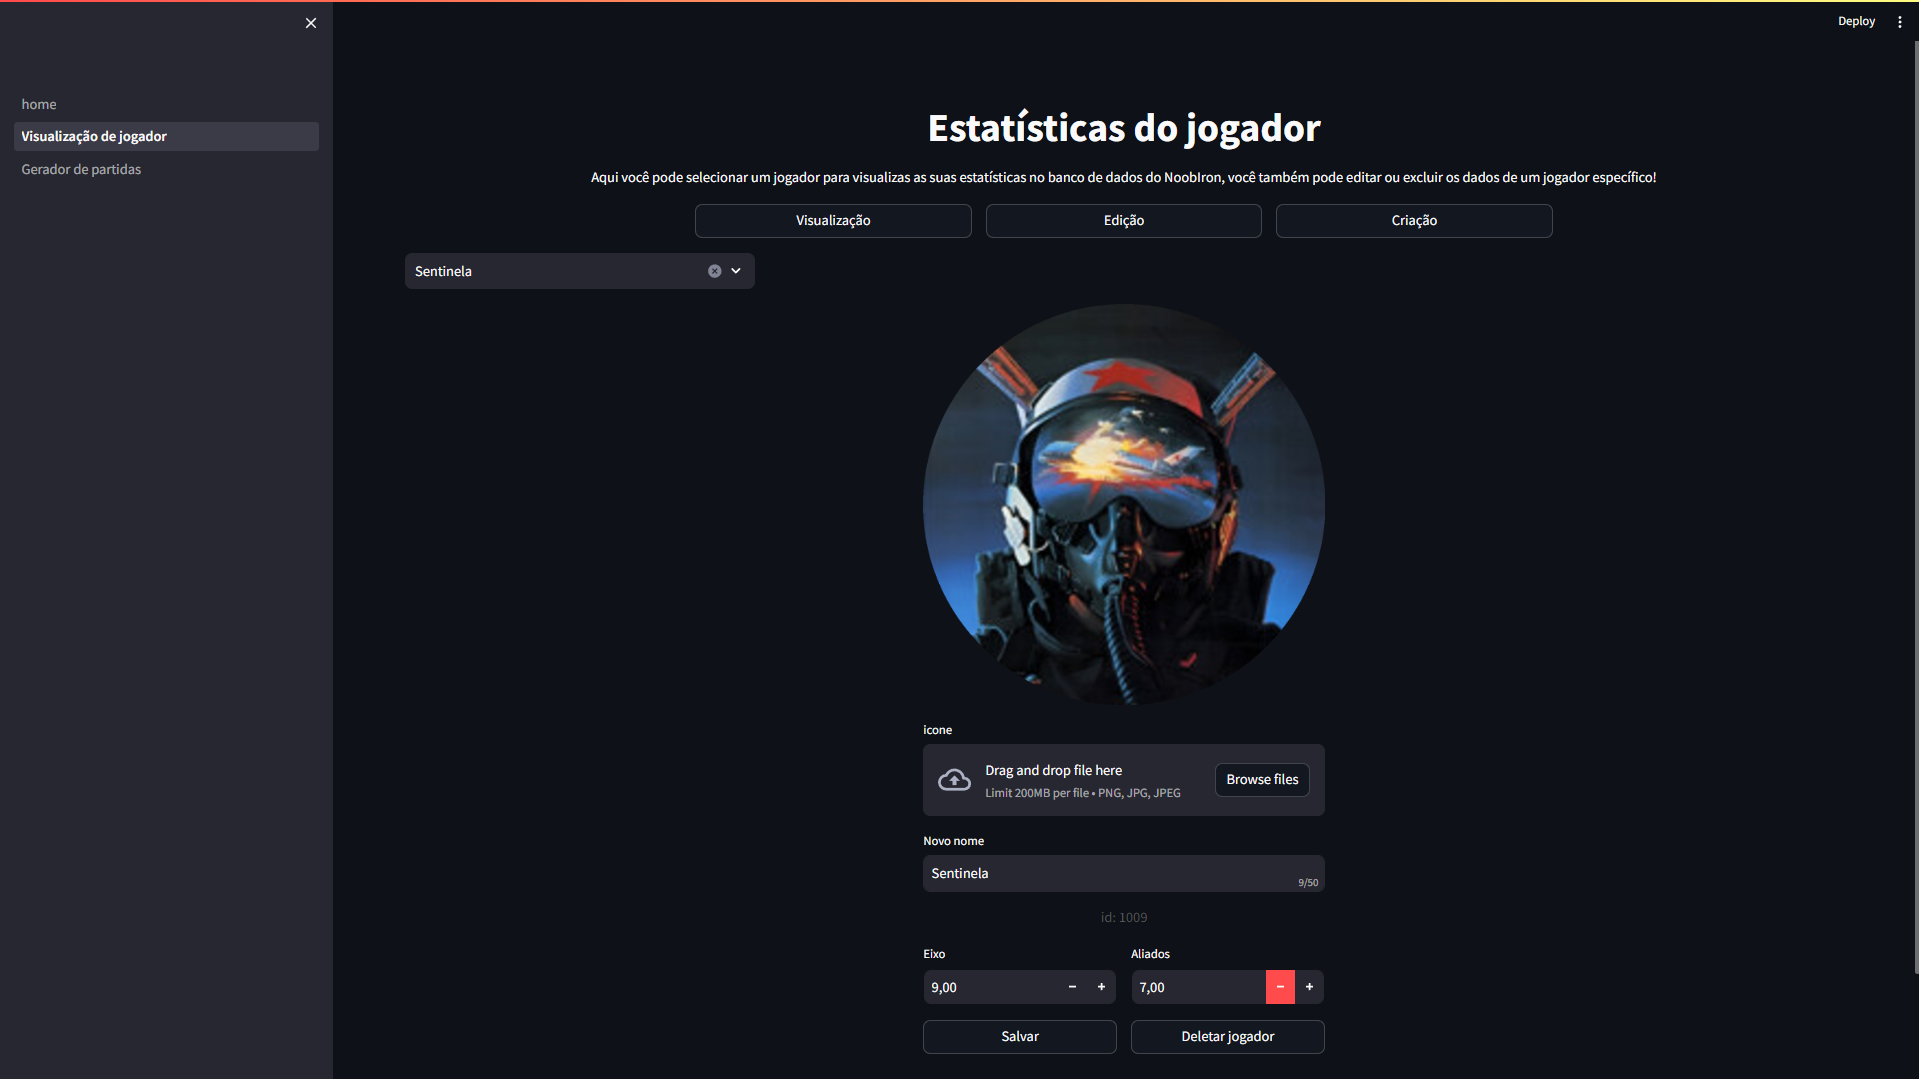 Deploy
home
Visualização de jogador
Gerador de partidas
Estatísticas do jogador
Aqui você pode selecionar um jogador para visualizas as suas estatísticas no banco de dados do NoobIron, você também pode editar ou excluir os dados de um jogador específico!
Visualização
Edição
Criação
Sentinela
icone
Drag and drop file here
Limit 200MB per file • PNG, JPG, JPEG
Browse files
Novo nome
Sentinela
9/50
id: 1009
Eixo
Aliados
9,00
7,00
Salvar
Deletar jogador